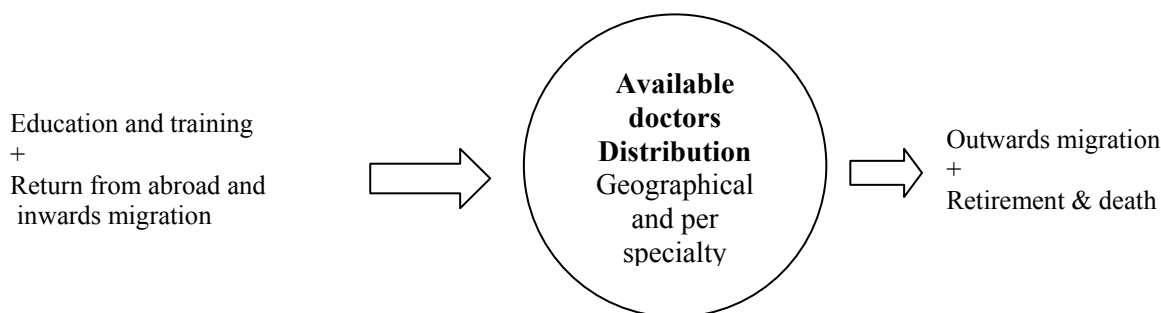 Education and training
+
Return from abroad and
inwards migration
Available
doctors
Distribution
Geographical
and per
specialty
Outwards migration
+
Retirement & death